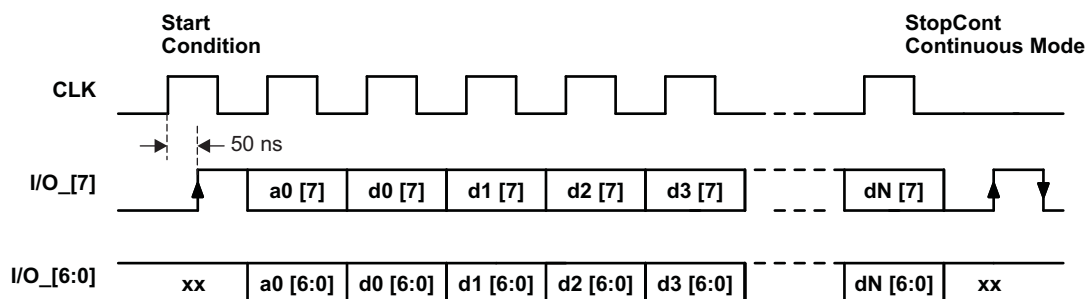 Start
Condition
StopCont
Continuous Mode
CLK
50 ns
I/O_[7]
a0 [7] d0 [7] d1 [7] d2 [7] d3 [7] dN [7]
I/O_[6:0]
xx a0 [6:0] d0 [6:0] d1 [6:0] d2 [6:0] d3 [6:0] dN [6:0] xx